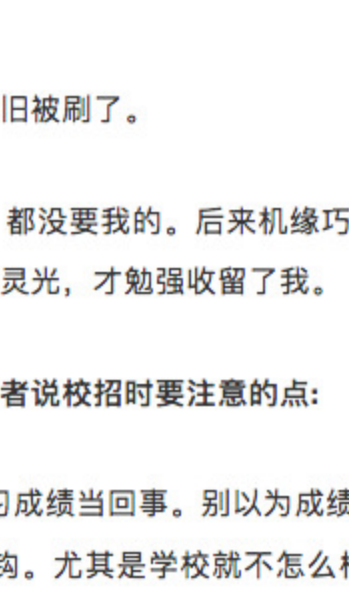 旧被刷了。
都没要我的。后来机缘巧
灵光，才勉强收留了我。
者说校招时要注意的点:
习成绩当回事。别以为成绩
钩。尤其是学校就不怎么